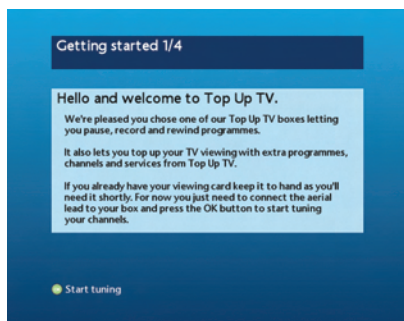 Getting started 1/4
Hello and welcome to Top Up TV.
We're pleased you chose one of our Top Up TV boxes letting
you pause, record and rewind programmes.
It also lets you top up your TV viewing with extra programmes,
channels and services from Top Up TV.
If you already have your viewing card keep it to hand as you'll
need it shortly. For now you just need to connect the aerial
lead to your box and press the OK button to start tuning
your channels.
Start tuning